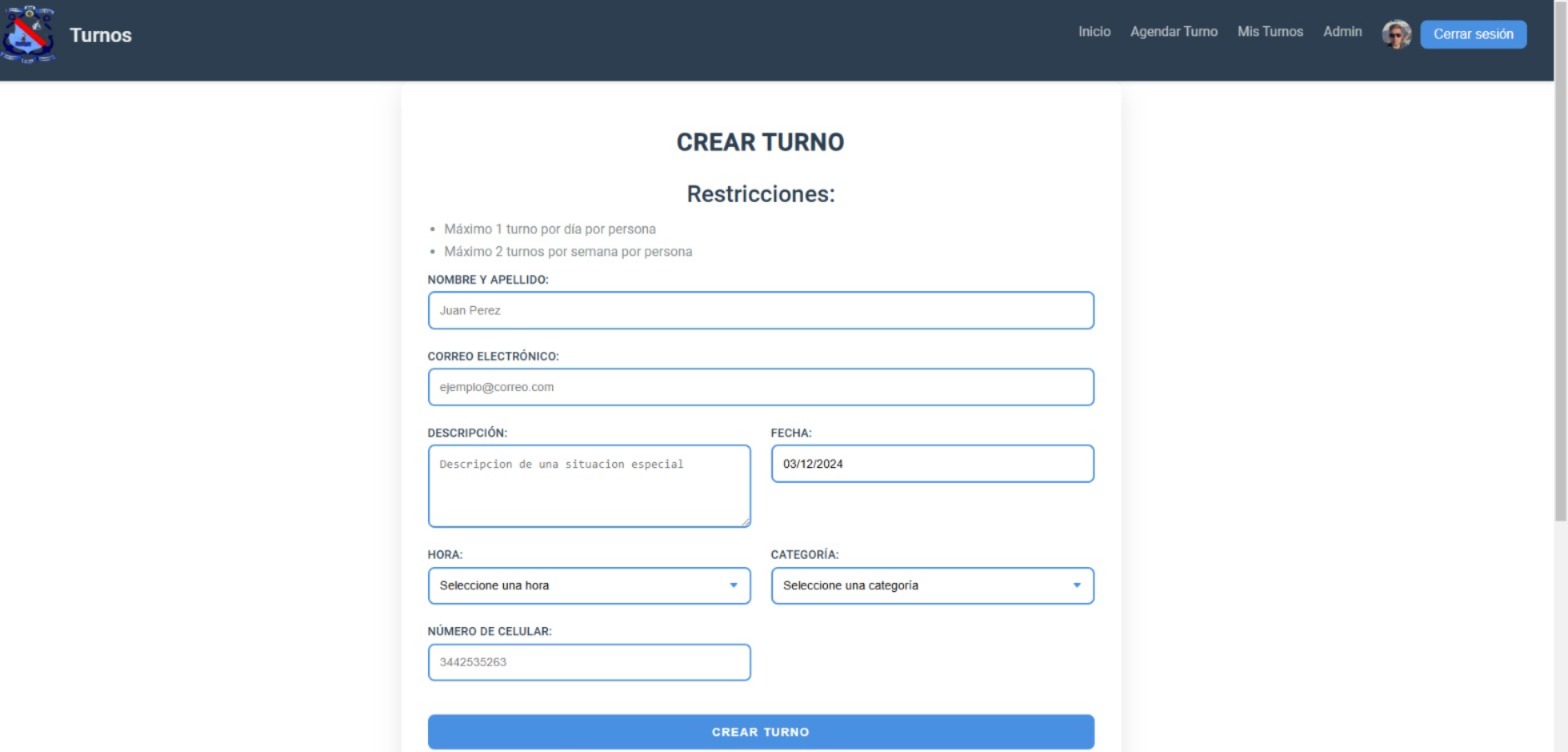 Turnos
Inicio Agendar Turno Mis Turnos Admin Cerrar sesión
CREAR TURNO
Restricciones:
• Máximo 1 turno por día por persona
• Máximo 2 turnos por semana por persona
NOMBRE Y APELLIDO:
Juan Perez
CORREO ELECTRÓNICO:
ejemplo@correo.com
DESCRIPCIÓN:
Descripcion de una situacion especial
FECHA:
03/12/2024
HORA:
Seleccione una hora
CATEGORÍA:
Seleccione una categoría
NÚMERO DE CELULAR:
3442535263
CREAR TURNO